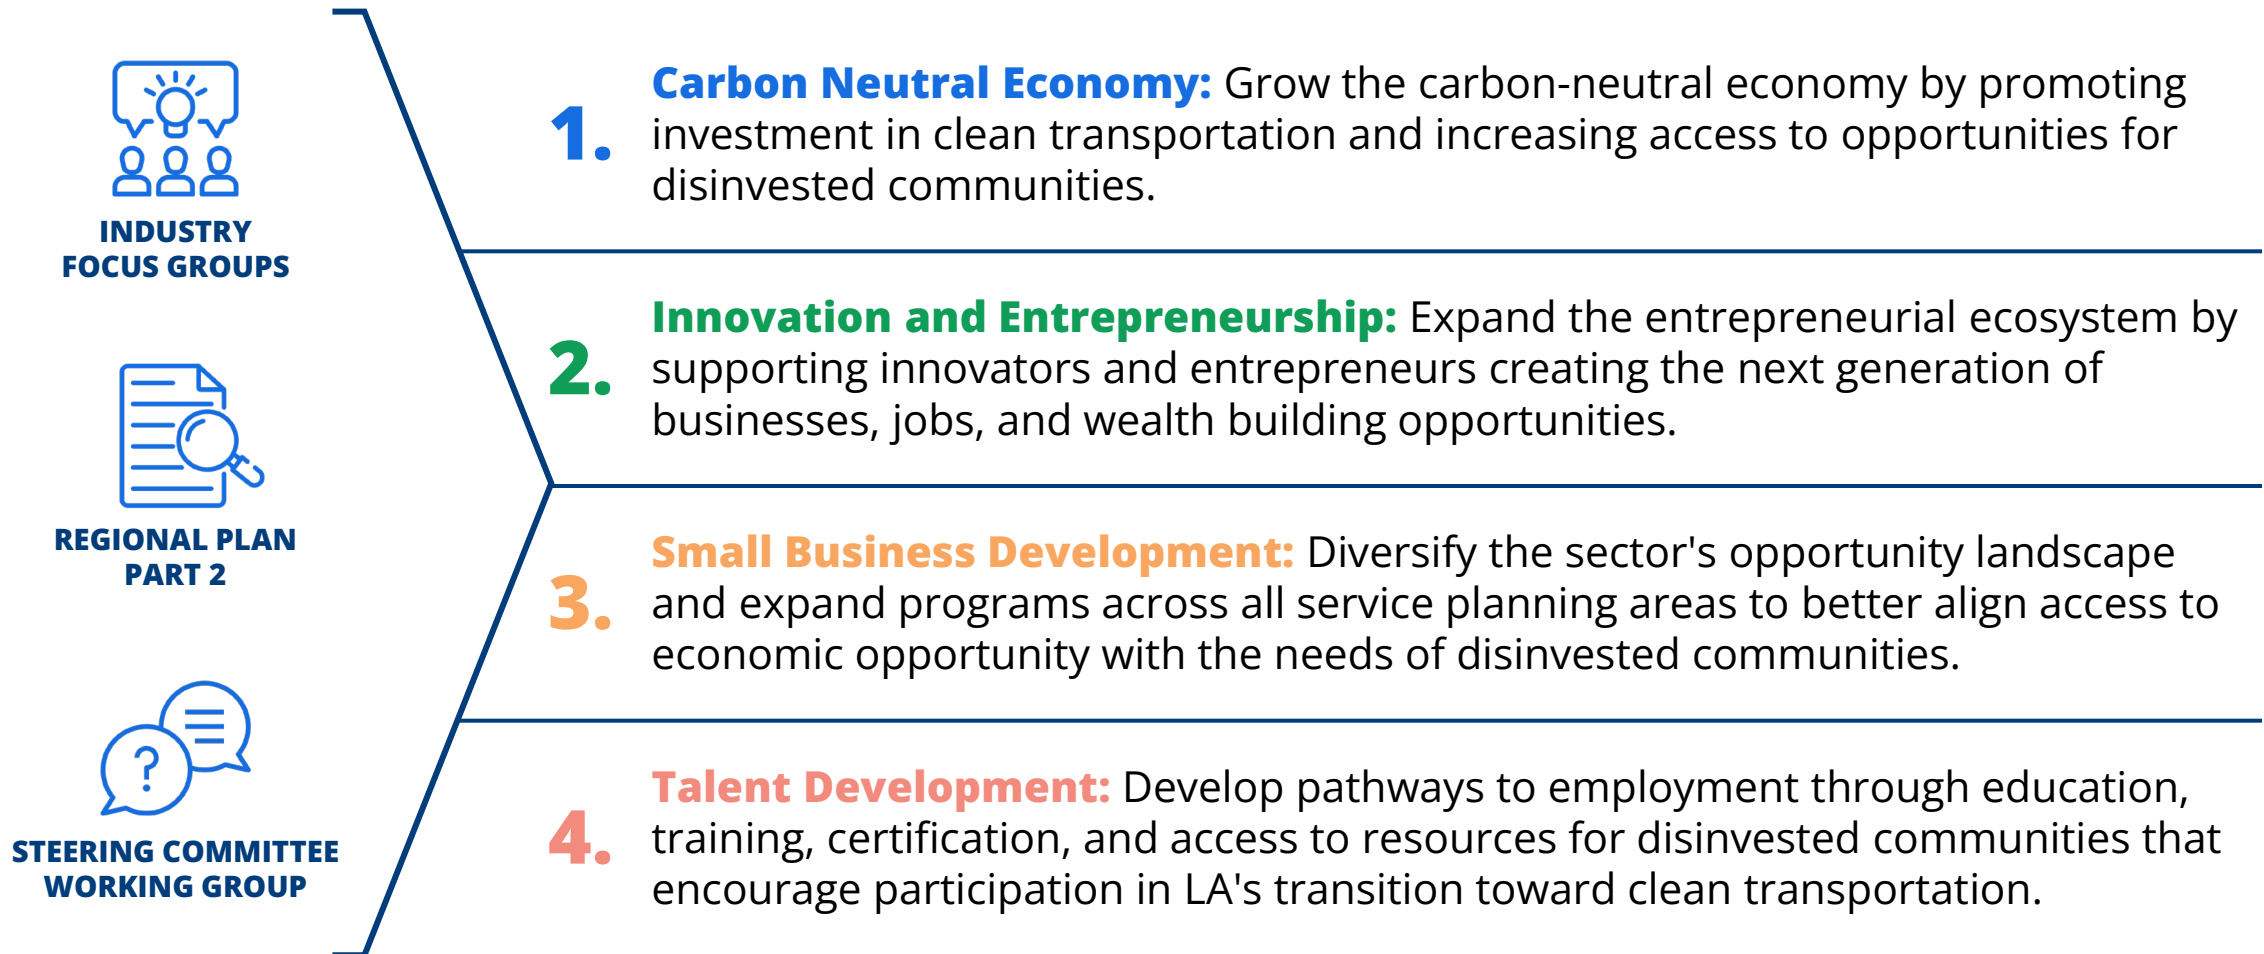 INDUSTRY
FOCUS GROUPS
REGIONAL PLAN
PART 2
?
STEERING COMMITTEE
WORKING GROUP
1.
Carbon Neutral Economy: Grow the carbon-neutral economy by promoting
investment in clean transportation and increasing access to opportunities for
disinvested communities.
2.
Innovation and Entrepreneurship: Expand the entrepreneurial ecosystem by
supporting innovators and entrepreneurs creating the next generation of
businesses, jobs, and wealth building opportunities.
3.
Small Business Development: Diversify the sector's opportunity landscape
and expand programs across all service planning areas to better align access to
economic opportunity with the needs of disinvested communities.
4.
Talent Development: Develop pathways to employment through education,
training, certification, and access to resources for disinvested communities that
encourage participation in LA's transition toward clean transportation.